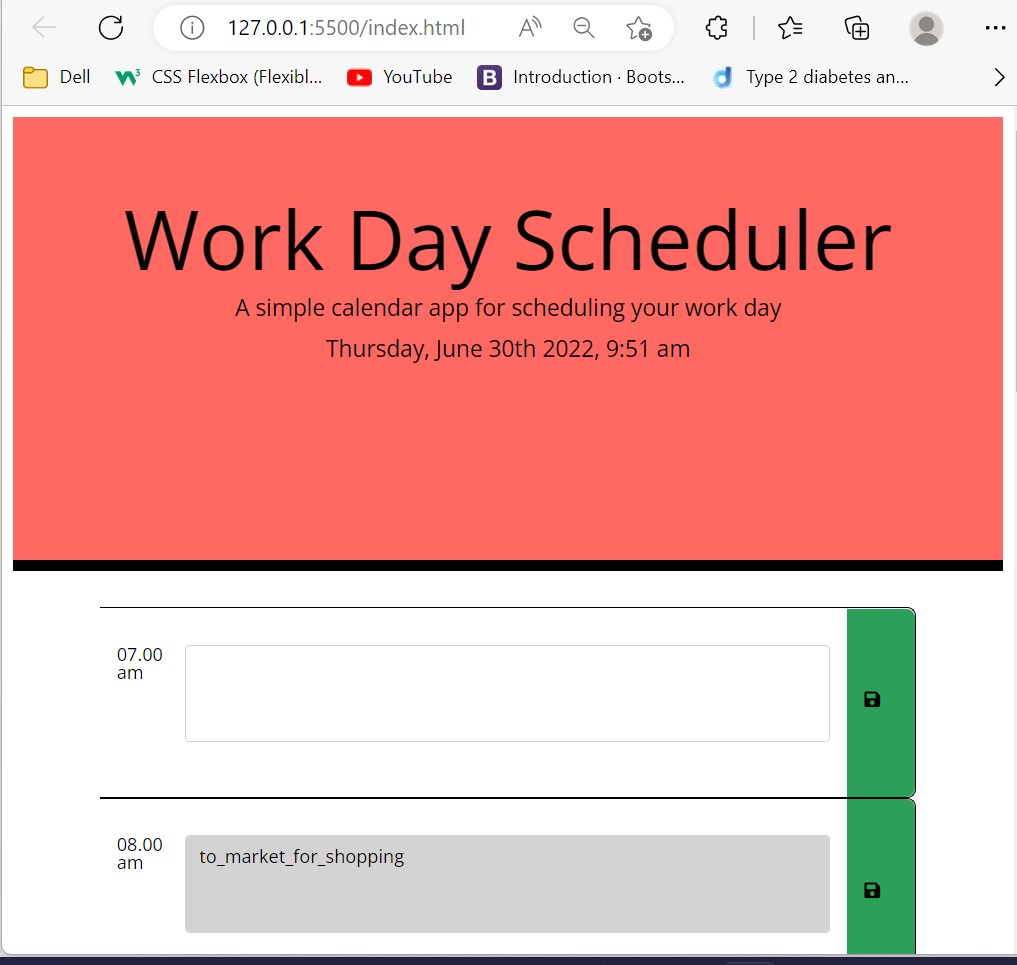 127.0.0.1:5500/index.html
Dell
CSS Flexbox (Flexibl...
YouTube
Introduction · Boots...
Type 2 diabetes an...
Work Day Scheduler
A simple calendar app for scheduling your work day
Thursday, June 30th 2022, 9:51 am
07.00
am
08.00
am
to_market_for_shopping